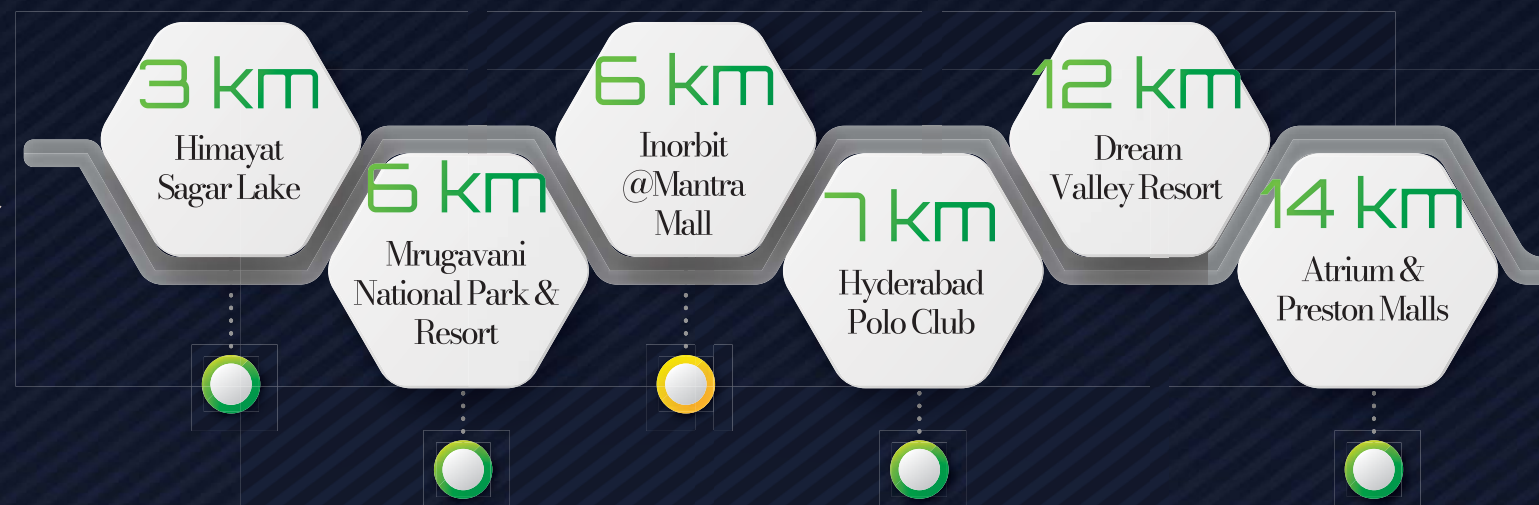 3 km
Himayat
Sagar Lake
6 km
Mrugavani
National Park &
Resort
6 km
Inorbit
@Mantra
Mall
7 km
Hyderabad
Polo Club
12 km
Dream
Valley Resort
14 km
Atrium &
Preston Malls